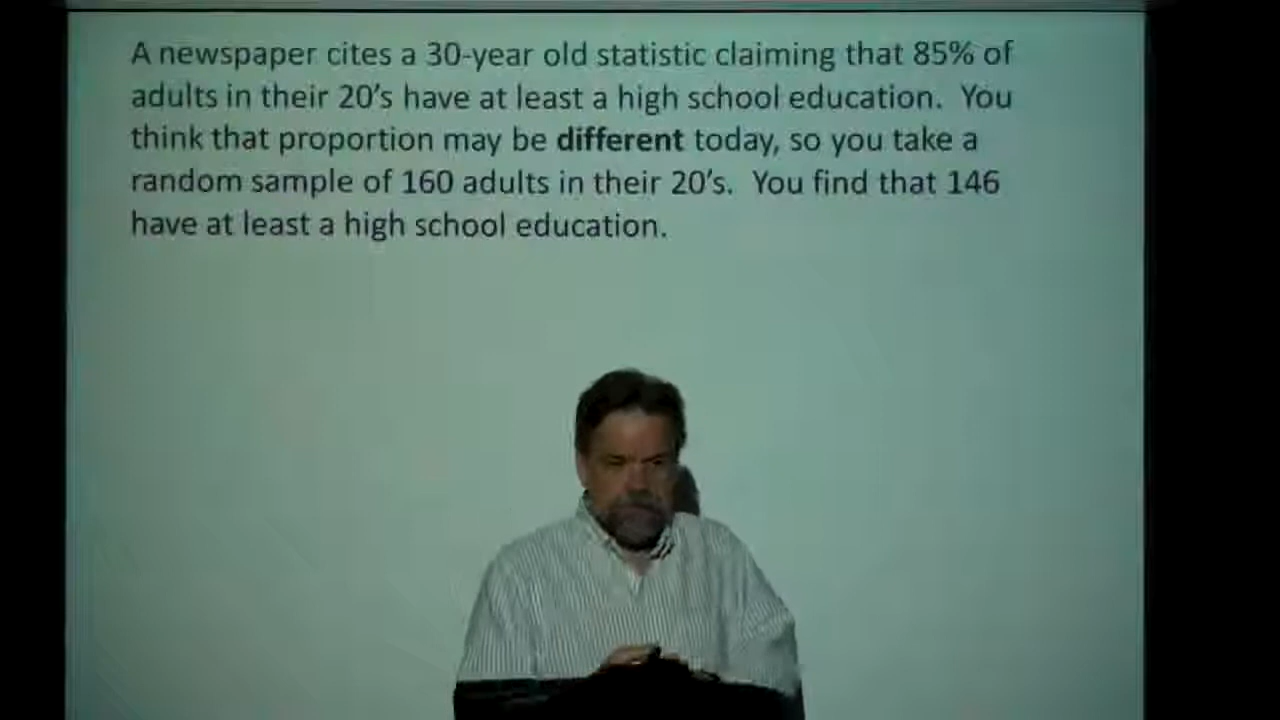 A newspaper cites a 30-year old statistic claiming that 85% of
adults in their 20's have at least a high school education.  You
think that proportion may be different today, so you take a
random sample of 160 adults in their 20's.  You find that 146
have at least a high school education.